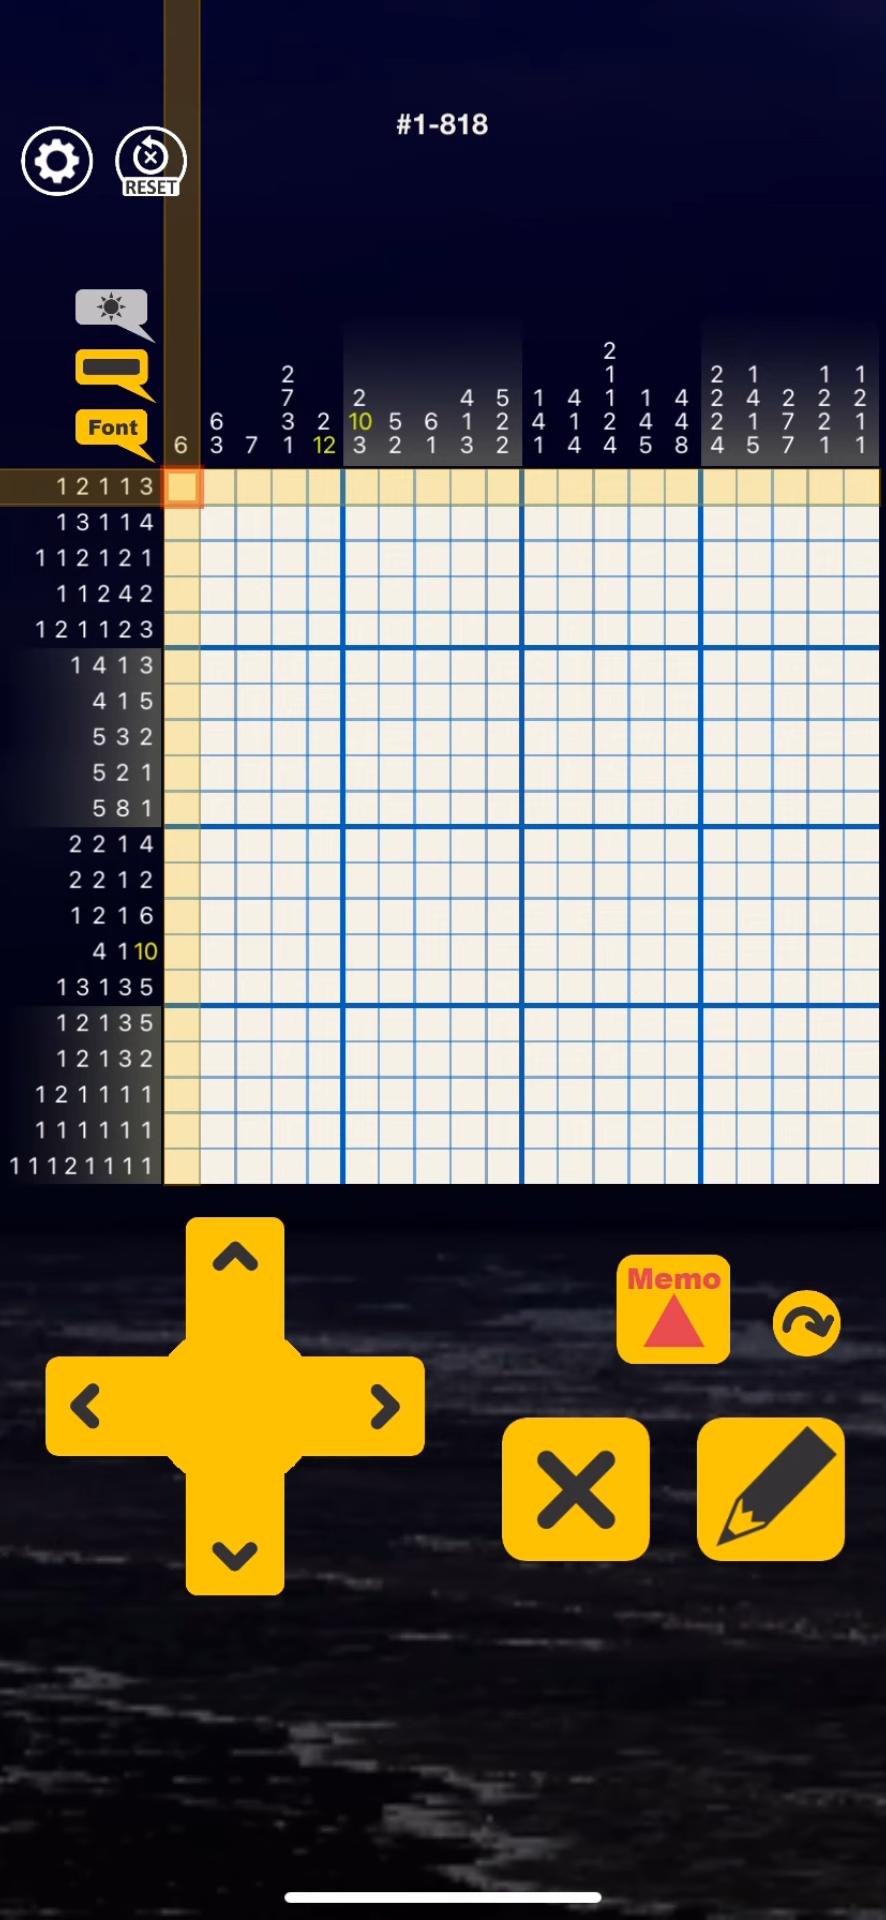 #1-818
RESET
2
2 1 2 1 1 1
2 7 2 4 5 1 4 1 1 4 4 2 4 2 2 2
6 7 3 2 10 5 6 1 2 4 1 2 4 4 2 1 7 2 1
Font
6 3 7 1 12 3 2 1 3 2 1 4 4 5 8 4 5 7 1 1
1 2 1 1 3
1 3 1 1 4
1 1 2 1 2 1
1 1 2 4 2
1 2 1 1 2 3
1 4 1 3
4 1 5
5 3 2
5 2 1
5 8 1
2 2 1 4
2 2 1 2
1 2 1 6
4 1 10
1 3 1 3 5
1 2 1 3 5
1 2 1 3 2
1 2 1 1 1 1
1 1 1 1 1 1
1 1 1 2 1 1 1 1
Memo